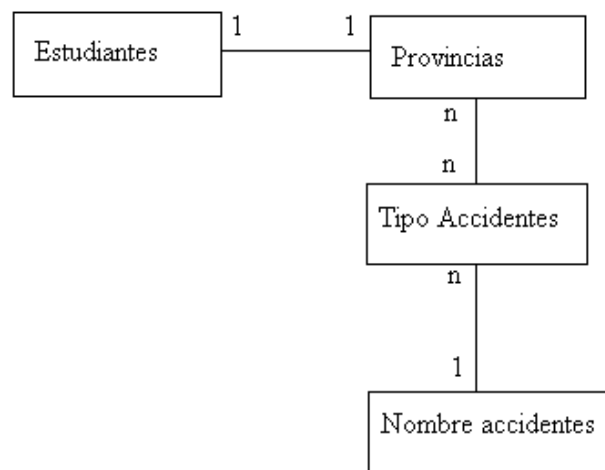 Estudiantes
1
1
Provincias
n
n
Tipo Accidentes
n
1
Nombre accidentes